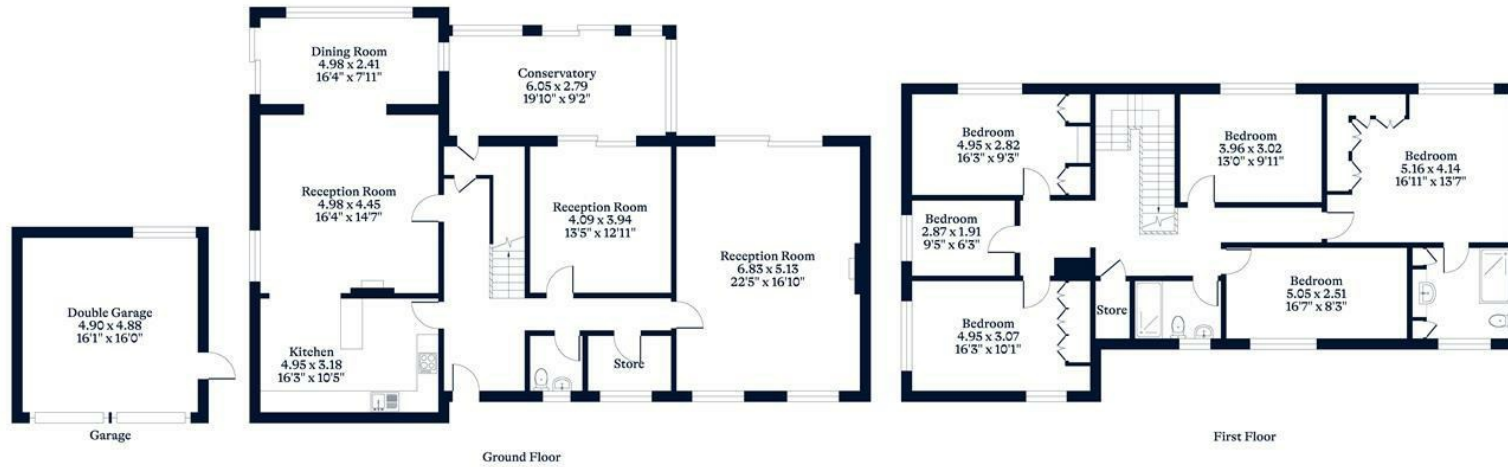 Double Garage
4.90 x 4.88
16'1" x 16'0"
Garage
Dining Room
4.98 x 2.41
16'4" x 7'11"
Conservatory
6.05 x 2.79
19'10" x 9'2"
Reception Room
4.98 x 4.45
16'4" x 14'7"
Reception Room
4.09 x 3.94
13'5" x 12'11"
Reception Room
6.83 x 5.13
22'5" x 16'10"
Kitchen
4.95 x 3.18
16'3" x 10'5"
Store
Ground Floor
Bedroom
4.95 x 2.82
16'3" x 9'3"
Bedroom
3.96 x 3.02
13'0" x 9'11"
Bedroom
5.16 x 4.14
16'11" x 13'7"
Bedroom
2.87 x 1.91
9'5" x 6'3"
Bedroom
4.95 x 3.07
16'3" x 10'1"
Store
Bedroom
5.05 x 2.51
16'7" x 8'3"
First Floor